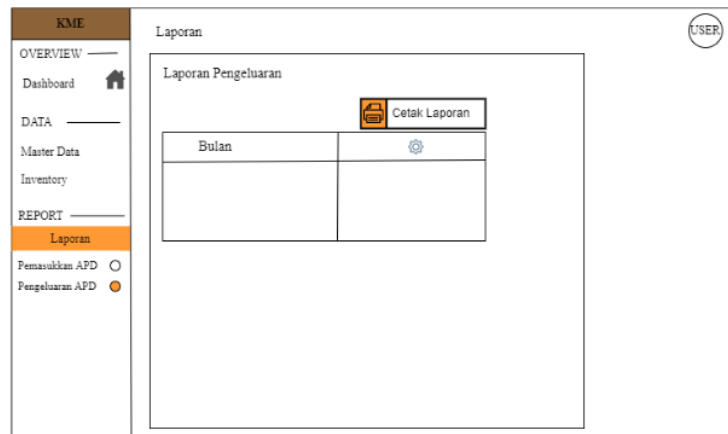 KME
OVERVIEW
Dashboard
DATA
Master Data
Inventory
REPORT
Laporan
Pemasukkan APD
Pengeluaran APD
Laporan
USER
Laporan Pengeluaran
Cetak Laporan
Bulan